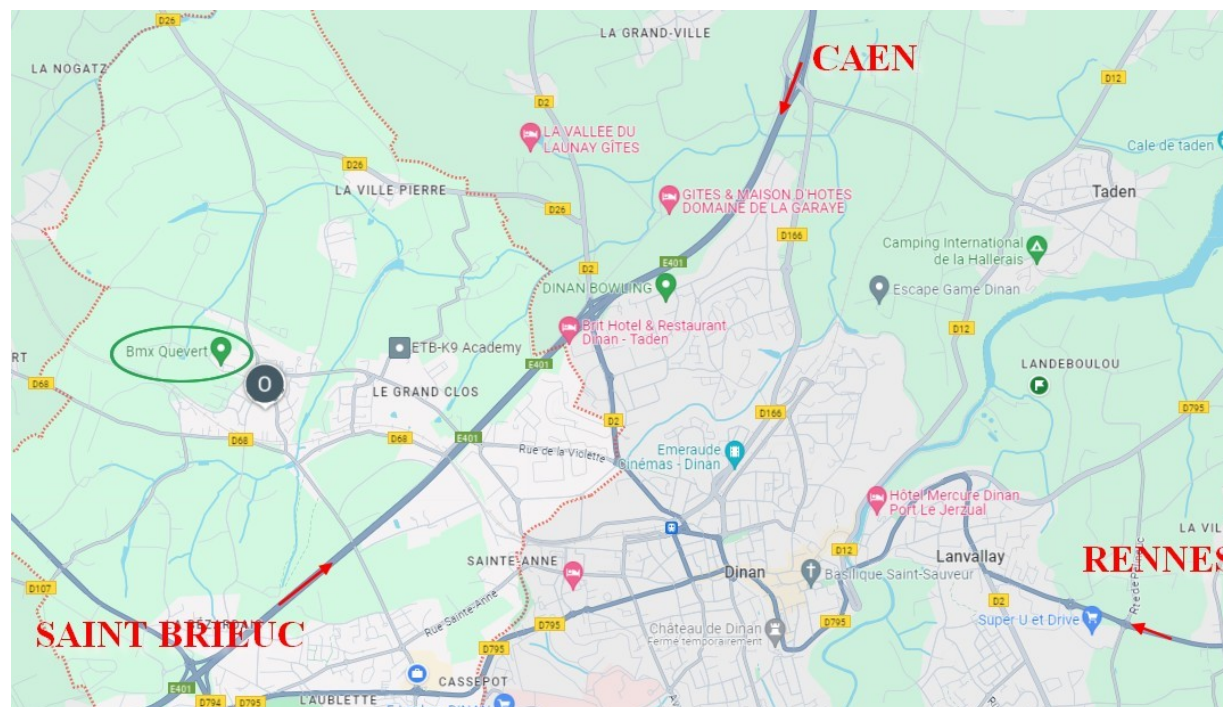 D26
LA GRAND-VILLE
CAEN
LA NOGATZ
D12
D2
LA VALLEE DU
LAUNAY GÎTES
Cale de taden
D26
LA VILLE PIERRE
GITES & MAISON D'HOTES
DOMAINE DE LA GARAYE
Taden
D26
D166
Camping International
de la Hallerais
E401
D2
DINAN BOWLING
Escape Game Dinan
Brit Hotel & Restaurant
Dinan - Taden
D12
Bmx Quévert
ETB-K9 Academy
RT
E401
LANDEBOULOU
D68
O
LE GRAND CLOS
D795
D166
D2
D68
D68
E401
Rue de la Violette
Emeraude
Cinémas - Dinan
Hôtel Mercure Dinan
Port Le Jerzual
LA VIL
D12
Lanvallay
RENNES
SAINTE-ANNE
Dinan
Basilique Saint-Sauveur
D107
D2
Rue Sainte-Anne
Super U et Drive
SAINT BRIEUC
D795
Château de Dinan
Fermé temporairement
D795
CASSEPOT
E401
D794
D795
L'AUBLETTE